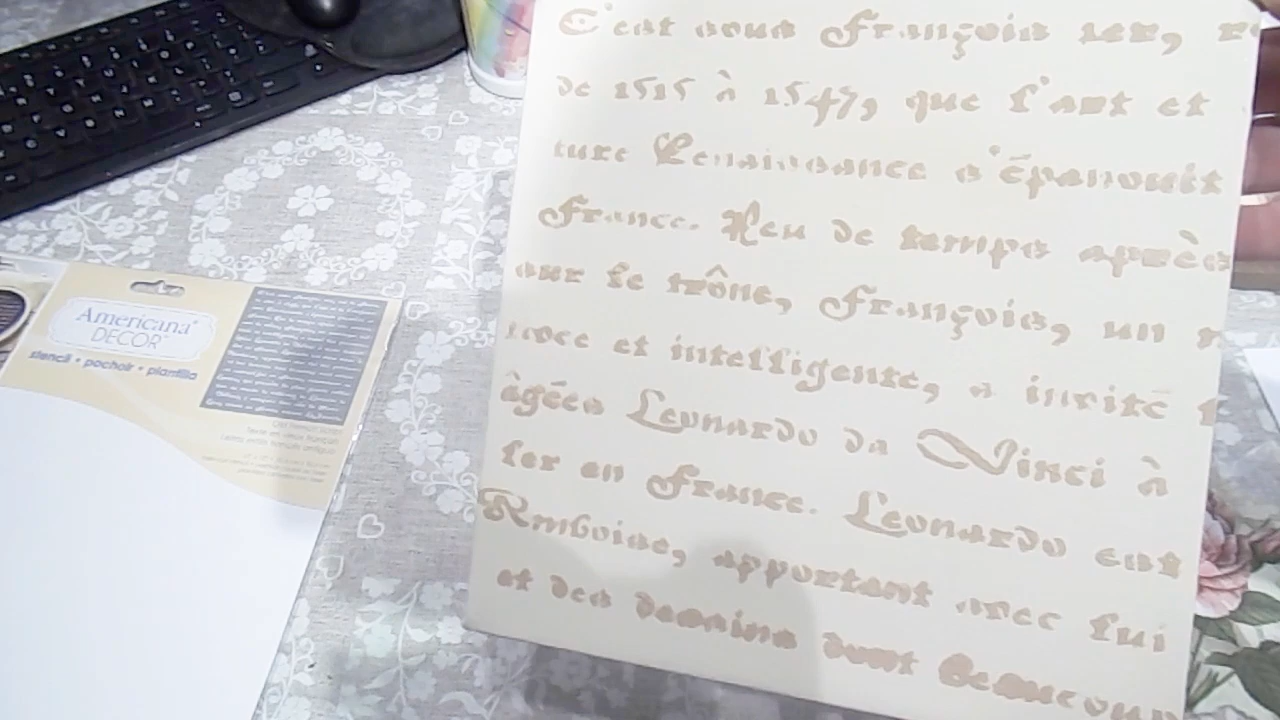 C'est sous François 1er, r
de 1515 à 1547, que l'art et
ture Renaissance s'épanouit
France. Peu de temps après
sur le trône, François, un
et intelligente, a invité
âgées Leonardo da Vinci à
ler en France. Leonardo est
Amboise, apportant avec lui
et des dessins dont beaucoup
Americana®
DECOR®
stencil • pochoir • plantilla